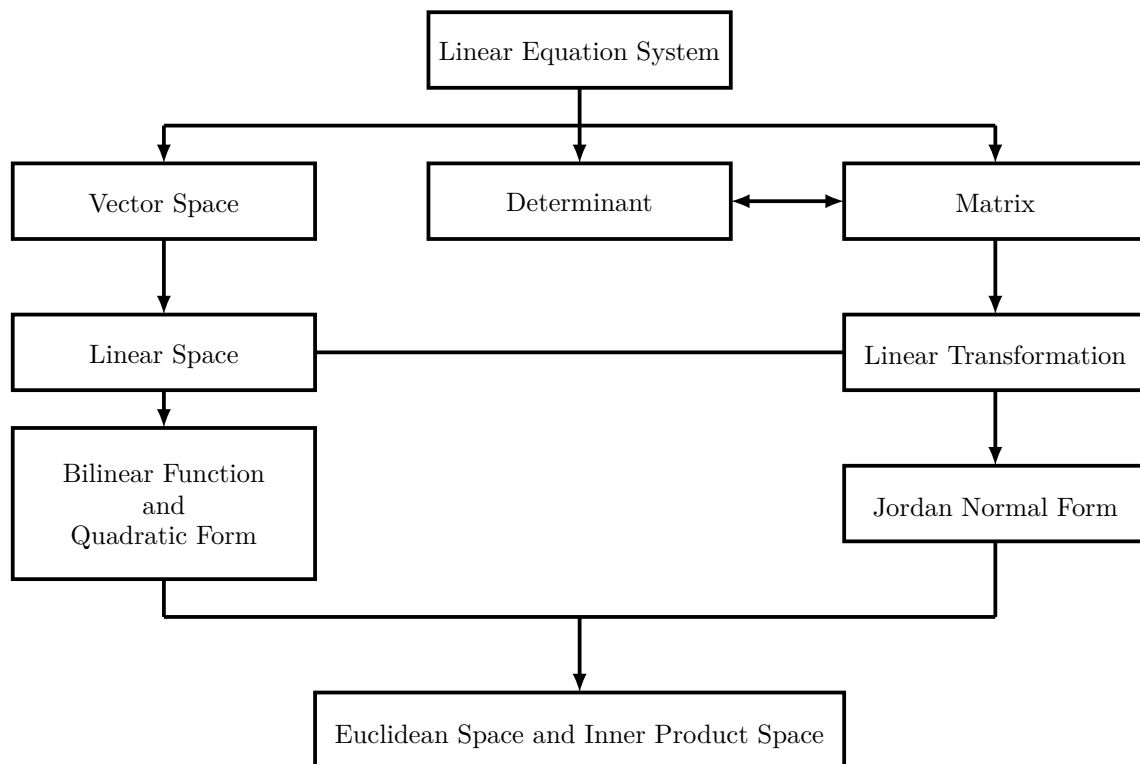 Linear Equation System
Vector Space
Determinant
Matrix
Linear Space
Linear Transformation
Bilinear Function
and
Quadratic Form
Jordan Normal Form
Euclidean Space and Inner Product Space